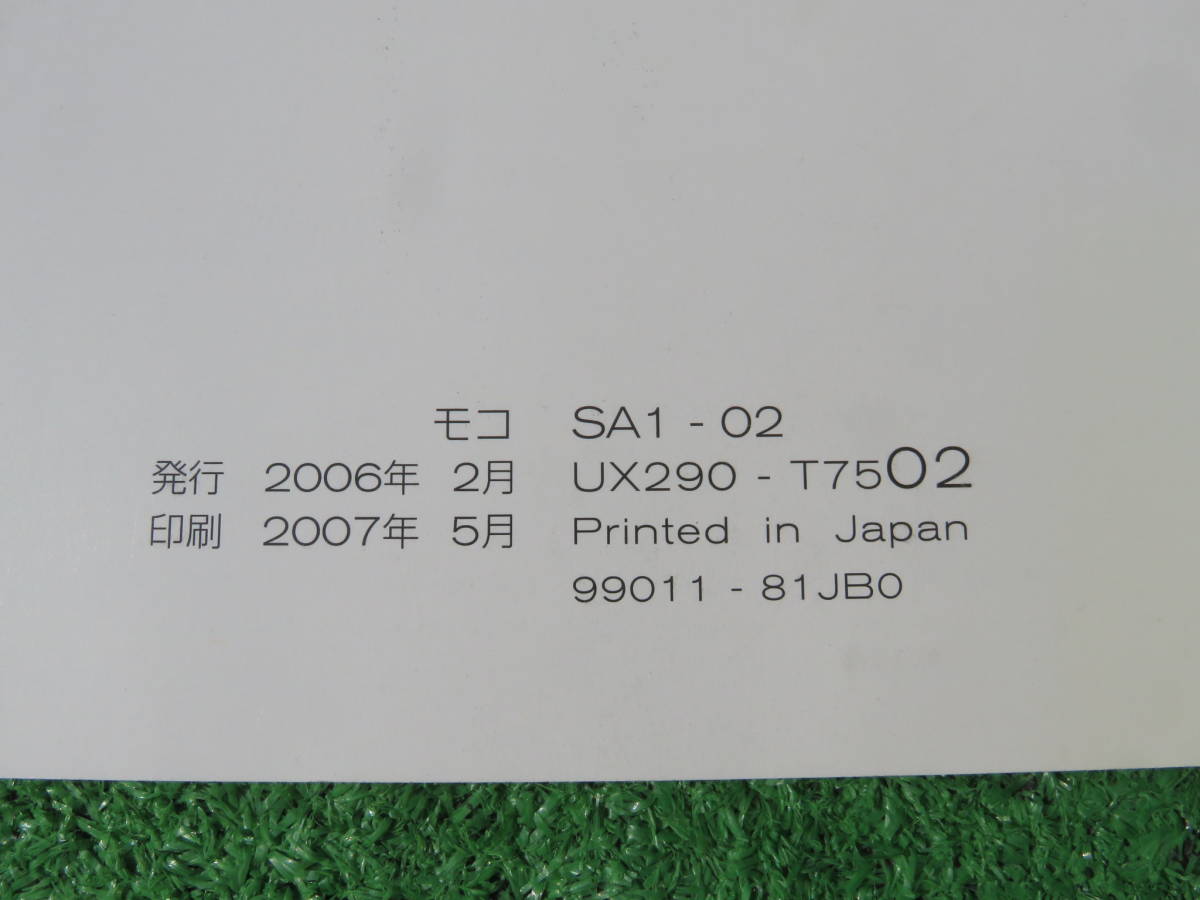 モコ SA1 - 02
発行 2006年 2月 UX290 - T7502
印刷 2007年 5月 Printed in Japan
99011 - 81JB0